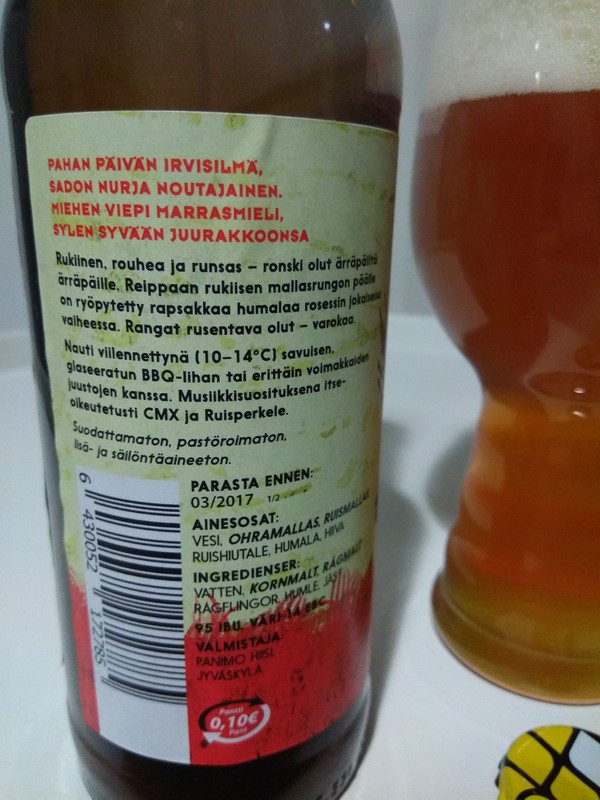 PAHAN PÄIVÄN IRVISILMÄ,
SADON NURJA NOUTAJAINEN.
MIEHEN VIEPI MARRASMIELI,
SYLEN SYVÄÄN JUURAKKOONSA
Rukiinen, rouhea ja runsas – ronski olut ärräpäiltä
ärräpäille. Reippaan rukiisen mallasrungon päälle
on ryöpytetty rapsakkaa humalaa rosessin jokaisessa
vaiheessa. Rangat rusentava olut – varokaa.
Nauti viilennettynä (10–14°C) savuisen,
glaseeratun BBQ-lihan tai erittäin voimakkaiden
juustojen kanssa. Musiikkisuosituksena itse-
oikeutetusti CMX ja Ruisperkele.
Suodattamaton, pastöroimaton,
lisä- ja säilöntäaineeton.
PARASTA ENNEN:
03/2017 1/2
AINESOSAT:
VESI, OHRAMALLAS, RUISMALLAS,
RUISHIUTALE, HUMALA, HIIVA
INGREDIENSER:
VATTEN, KORNMALT, RÅGMALT
RÅGFLINGOR, HUMLE, JÄST
95 IBU. VÄRI 14 EBC
VALMISTAJA:
PANIMO HIISI,
JYVÄSKYLÄ
6 430052 172785
Pantti
0,10€
Pant